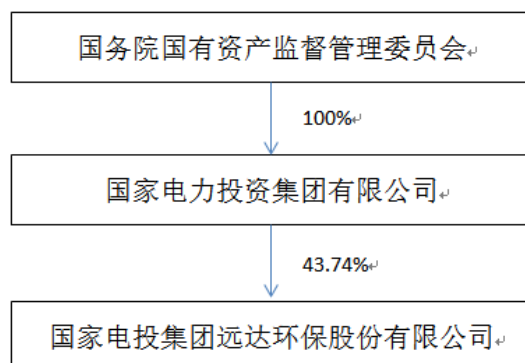 国务院国有资产监督管理委员会
100%
国家电力投资集团有限公司
43.74%
国家电投集团远达环保股份有限公司